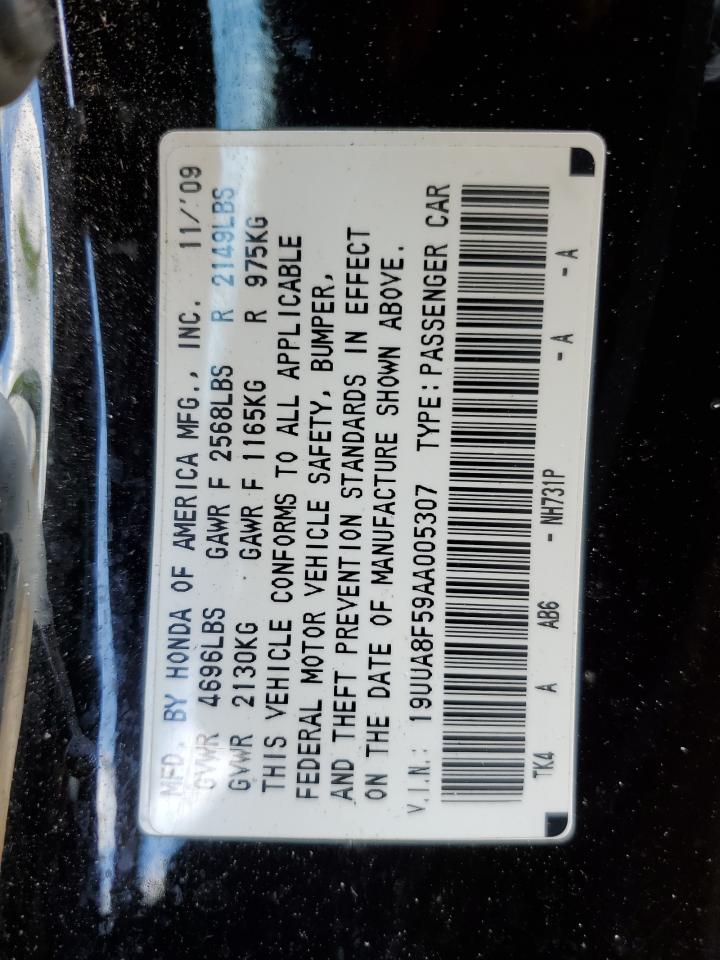 MFD. BY HONDA OF AMERICA MFG., INC. 11/'09
GVWR 4696LBS GAWR F 2568LBS R 2149LBS
GVWR 2130KG GAWR F 1165KG R 975KG
THIS VEHICLE CONFORMS TO ALL APPLICABLE
FEDERAL MOTOR VEHICLE SAFETY, BUMPER,
AND THEFT PREVENTION STANDARDS IN EFFECT
ON THE DATE OF MANUFACTURE SHOWN ABOVE.
V.I.N.: 19UUA8F59AA005307 TYPE:PASSENGER CAR
TK4 A AB6 - NH731P - A - A